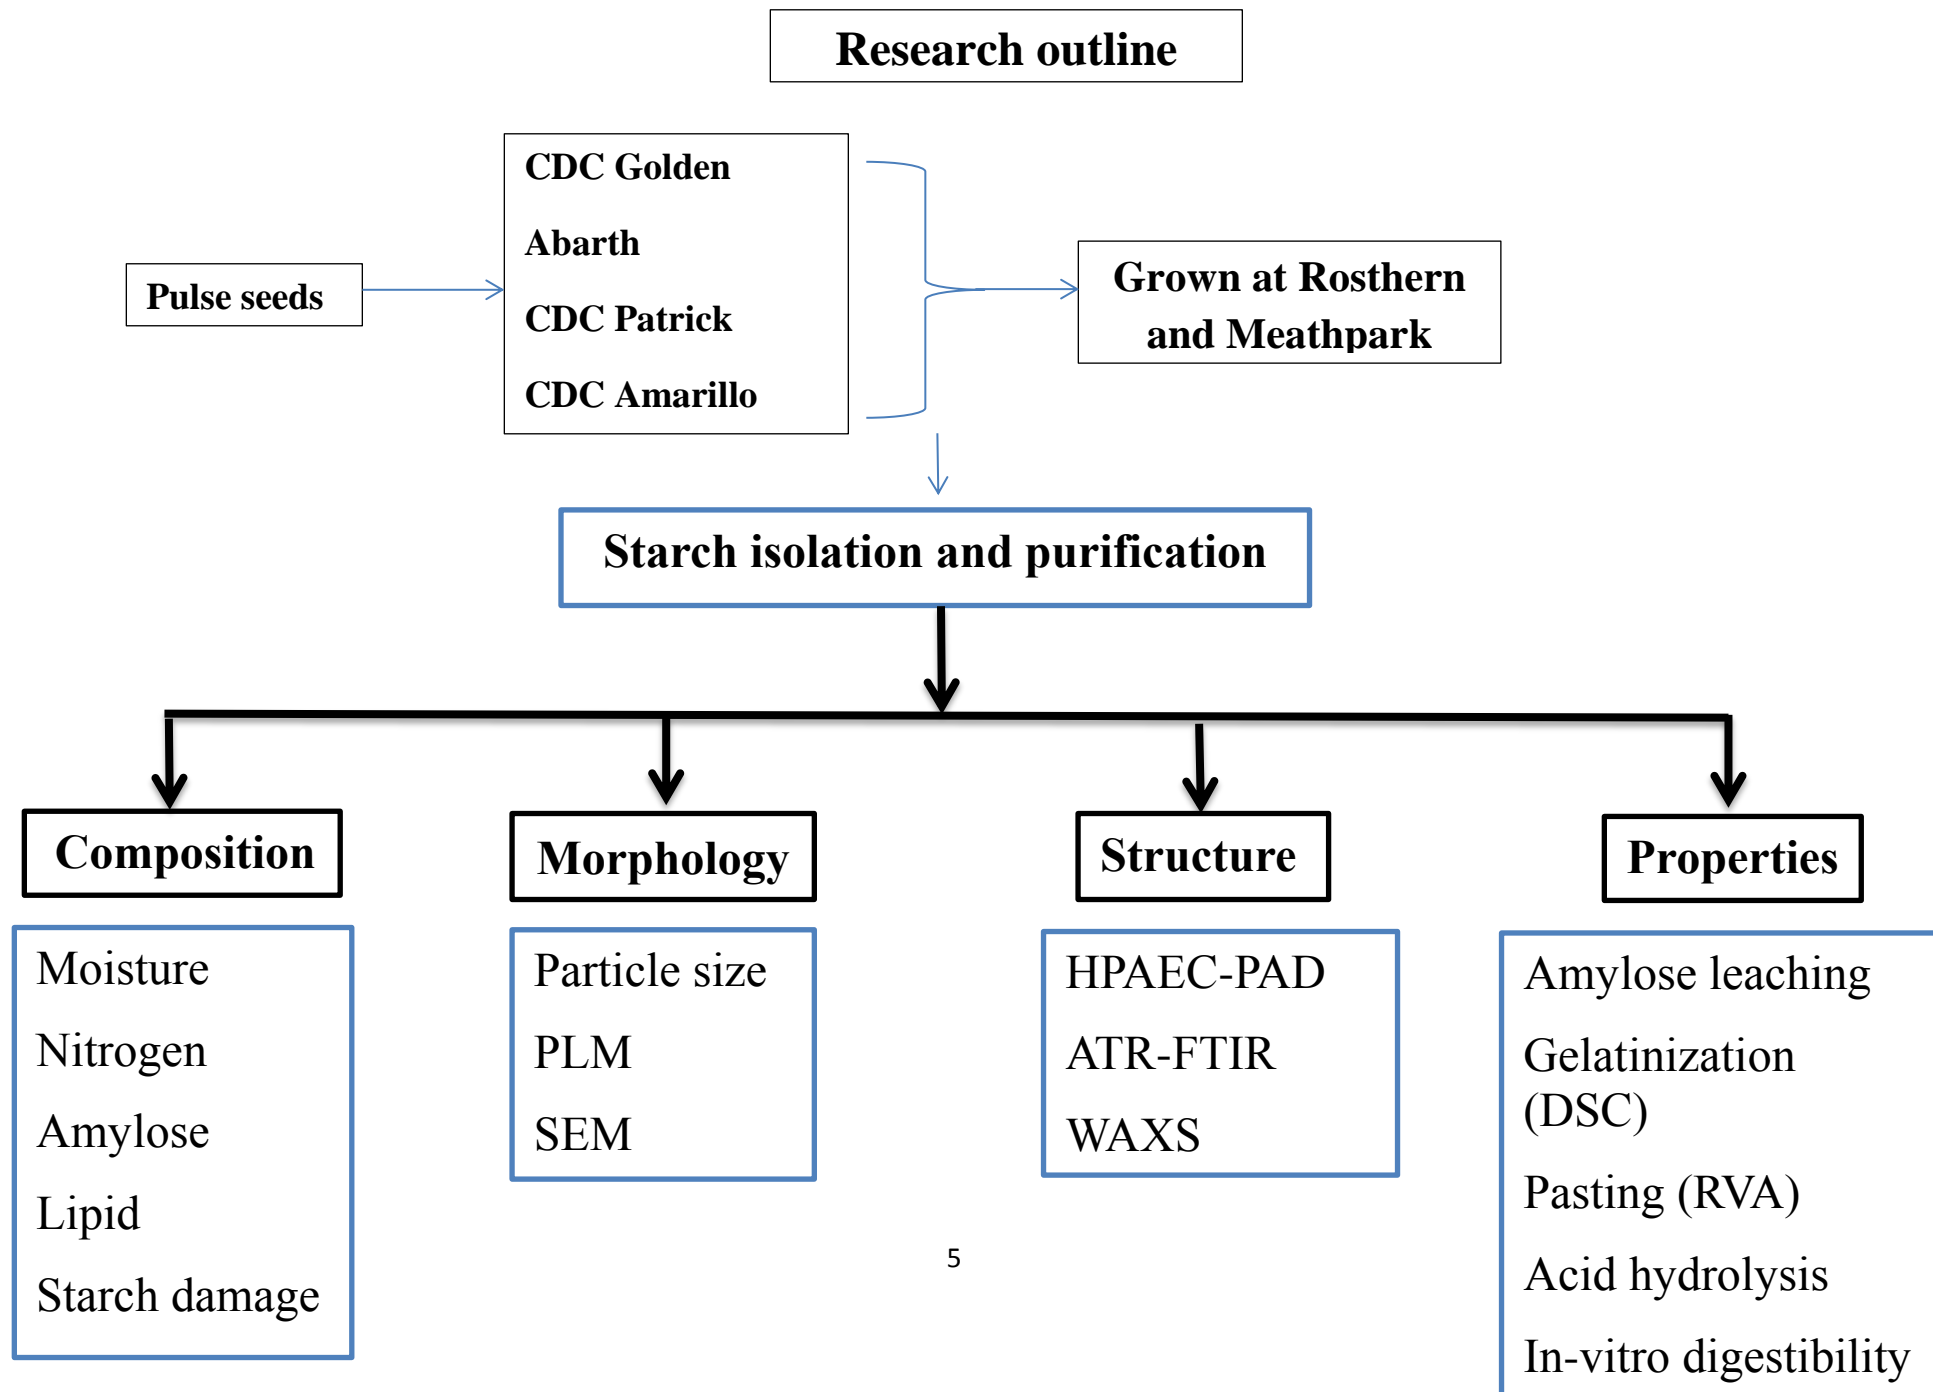 Research outline
Pulse seeds
CDC Golden
Abarth
CDC Patrick
CDC Amarillo
Grown at Rosthern
and Meathpark
Starch isolation and purification
Composition
Moisture
Nitrogen
Amylose
Lipid
Starch damage
Morphology
Particle size
PLM
SEM
Structure
HPAEC-PAD
ATR-FTIR
WAXS
Properties
Amylose leaching
Gelatinization
(DSC)
Pasting (RVA)
Acid hydrolysis
In-vitro digestibility
5